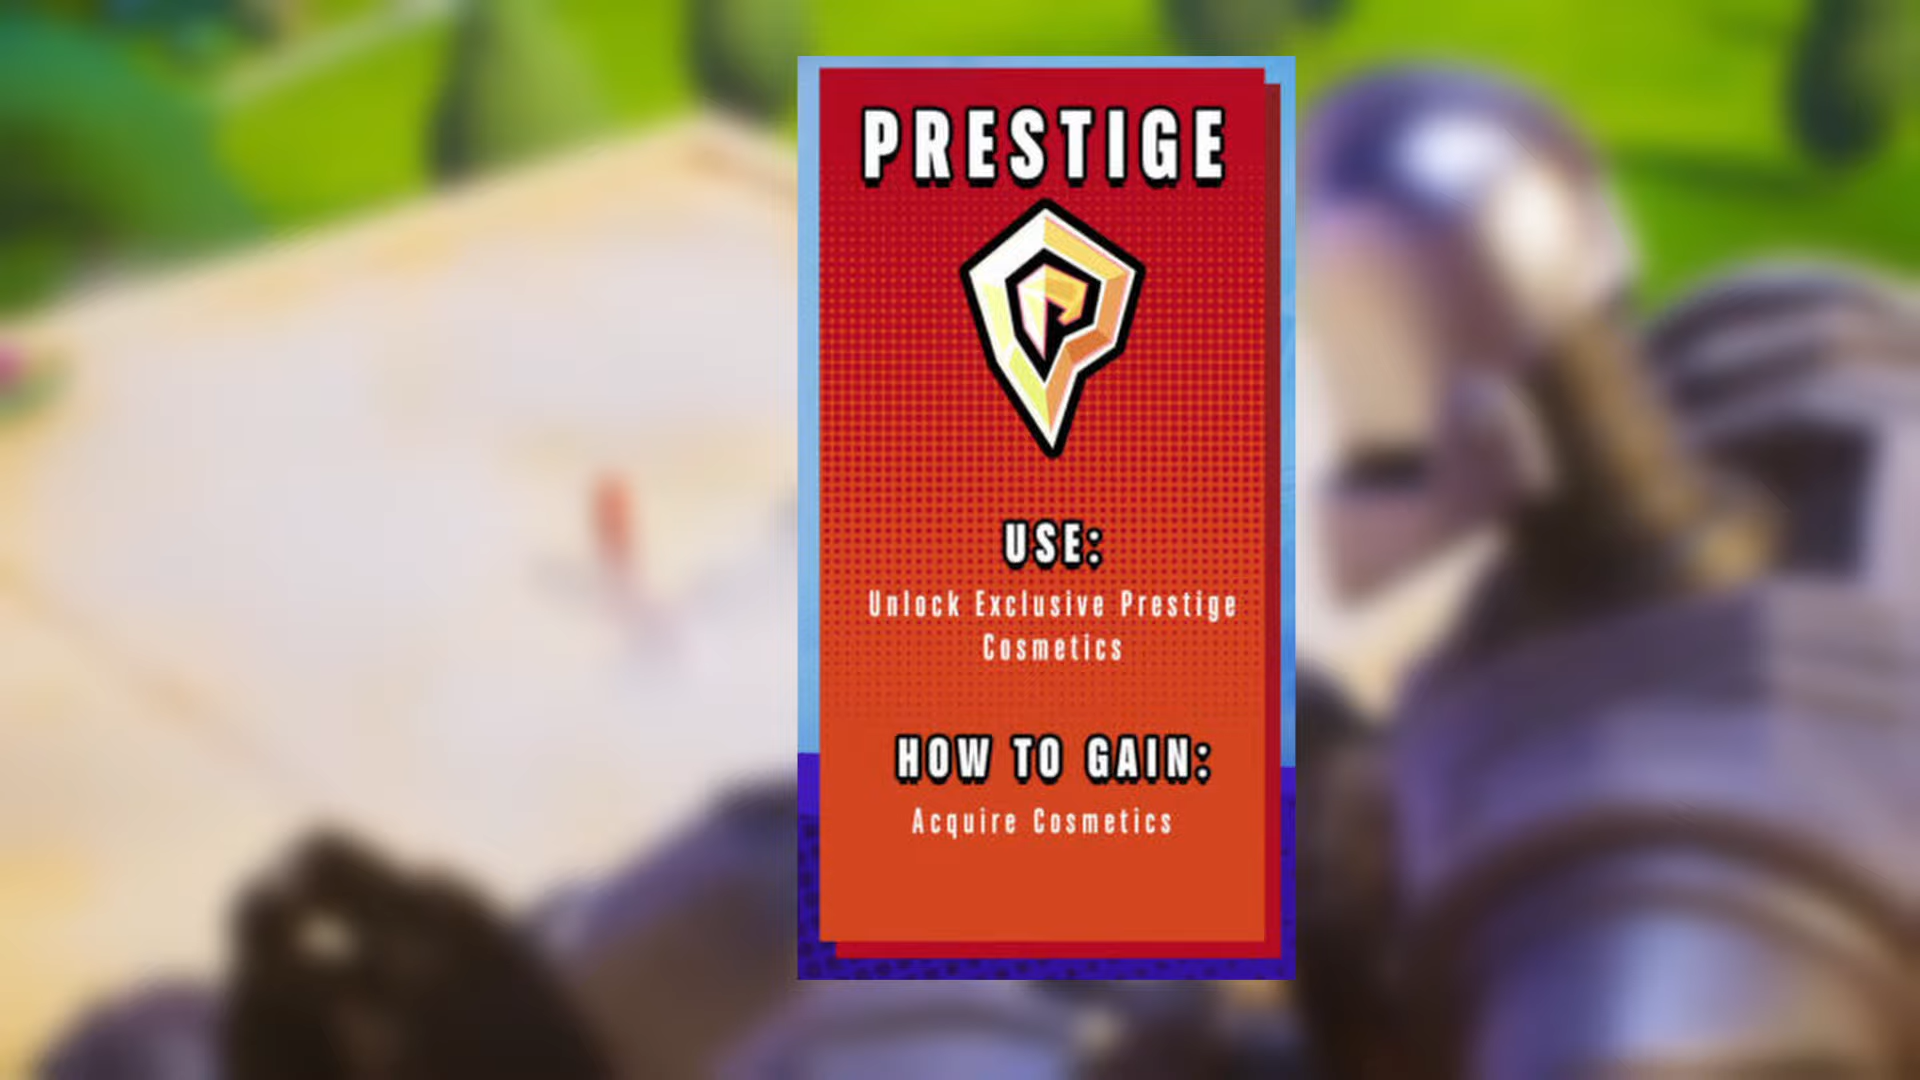 PRESTIGE
USE:
Unlock Exclusive Prestige
Cosmetics
HOW TO GAIN:
Acquire Cosmetics